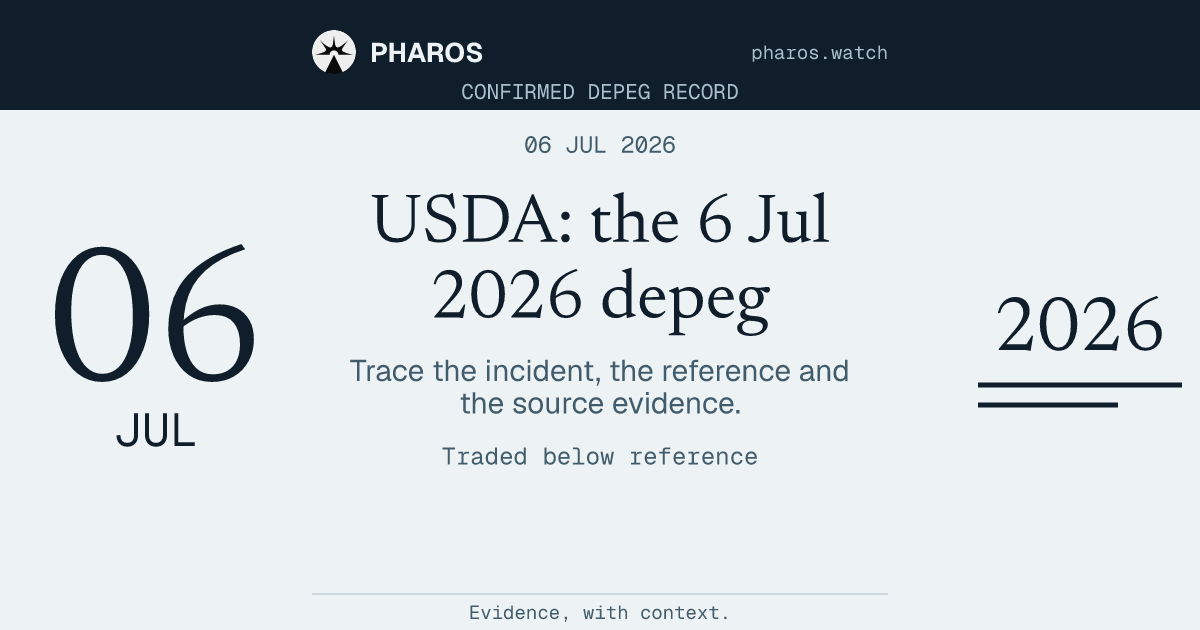 PHAROS
pharos.watch
CONFIRMED DEPEG RECORD
06 JUL 2026
USDA: the 6 Jul
2026 depeg
06
JUL
2026
Trace the incident, the reference and
the source evidence.
Traded below reference
Evidence, with context.